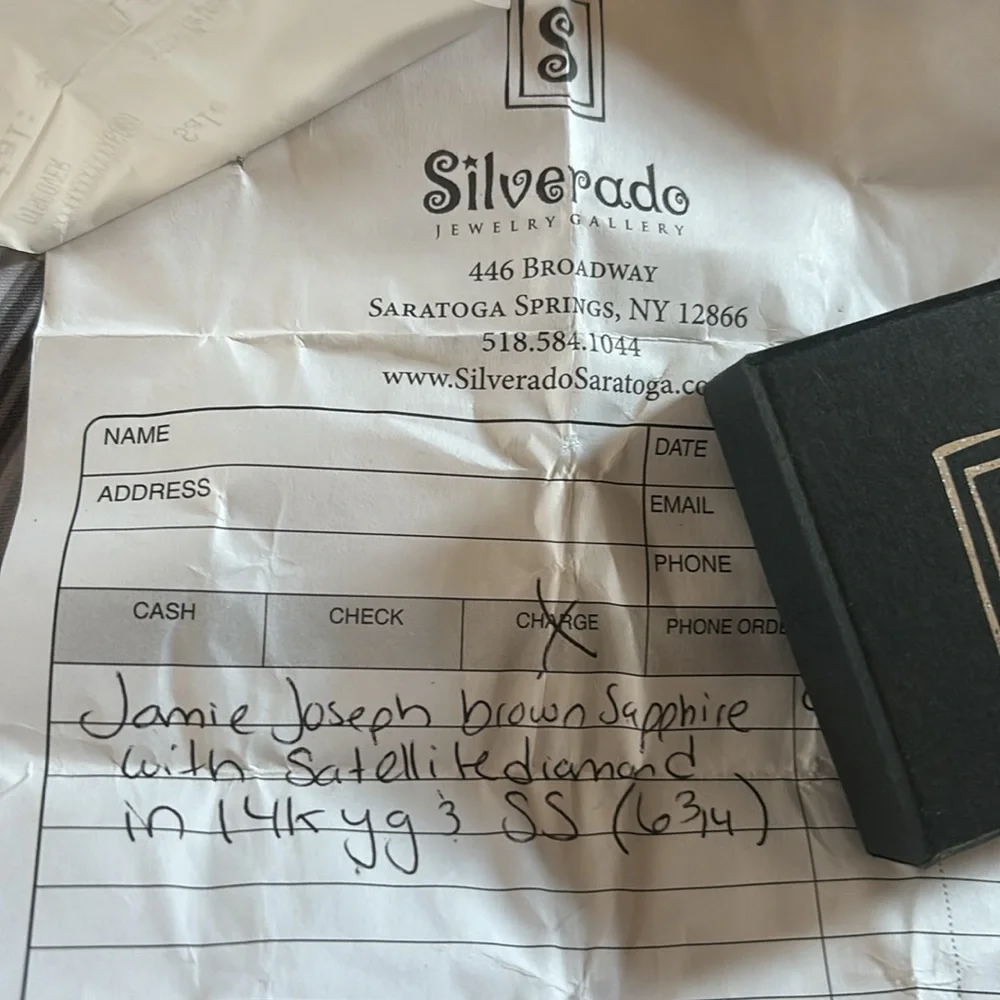 S
Silverado
JEWELRY GALLERY
446 BROADWAY
SARATOGA SPRINGS, NY 12866
518.584.1044
www.SilveradoSaratoga.co
NAME
DATE
ADDRESS
EMAIL
PHONE
CASH
CHECK
CHARGE
PHONE ORDE
Jamie Joseph brown Sapphire
with Satellite diamond
in 14k yg & SS (6 3/4)